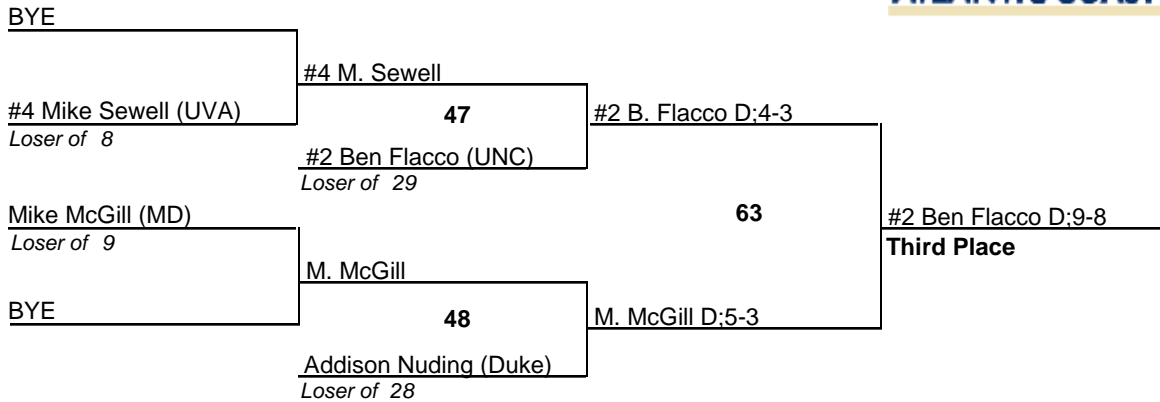 BYE
#4 M. Sewell
#4 Mike Sewell (UVA)
Loser of 8
47
#2 B. Flacco D;4-3
#2 Ben Flacco (UNC)
Loser of 29
Mike McGill (MD)
Loser of 9
63
#2 Ben Flacco D;9-8
Third Place
M. McGill
BYE
48
M. McGill D;5-3
Addison Nuding (Duke)
Loser of 28